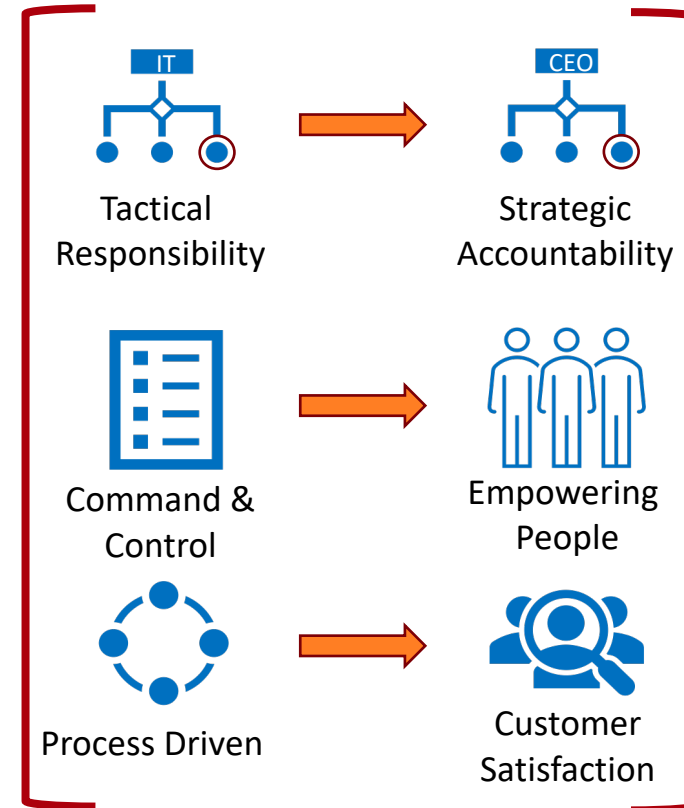 IT
CEO
Tactical
Responsibility
Strategic
Accountability
Command &
Control
Empowering
People
Process Driven
Customer
Satisfaction